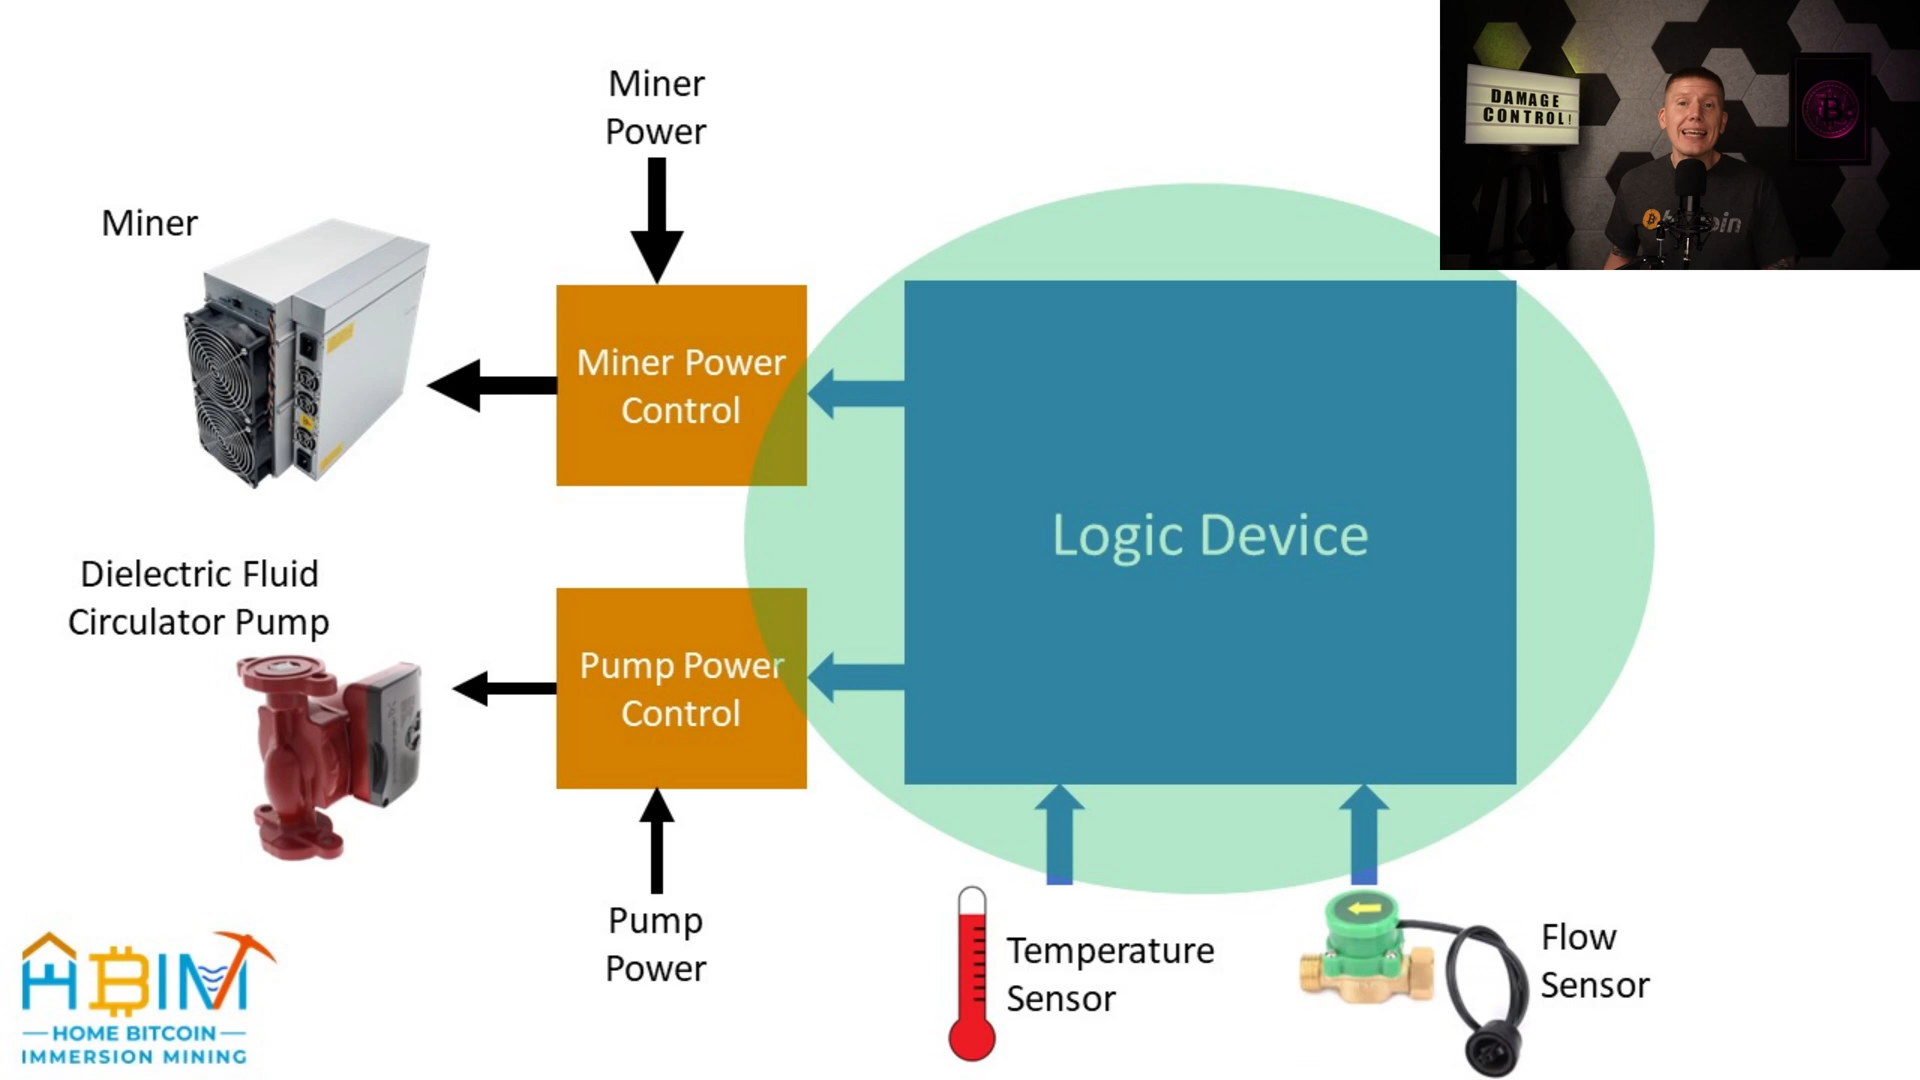 Miner
Power
DAMAGE
CONTROL!
bitcoin
Miner
Miner Power
Control
Logic Device
Dielectric Fluid
Circulator Pump
Pump Power
Control
Pump
Power
Temperature
Sensor
Flow
Sensor
HBIM
HOME BITCOIN
IMMERSION MINING